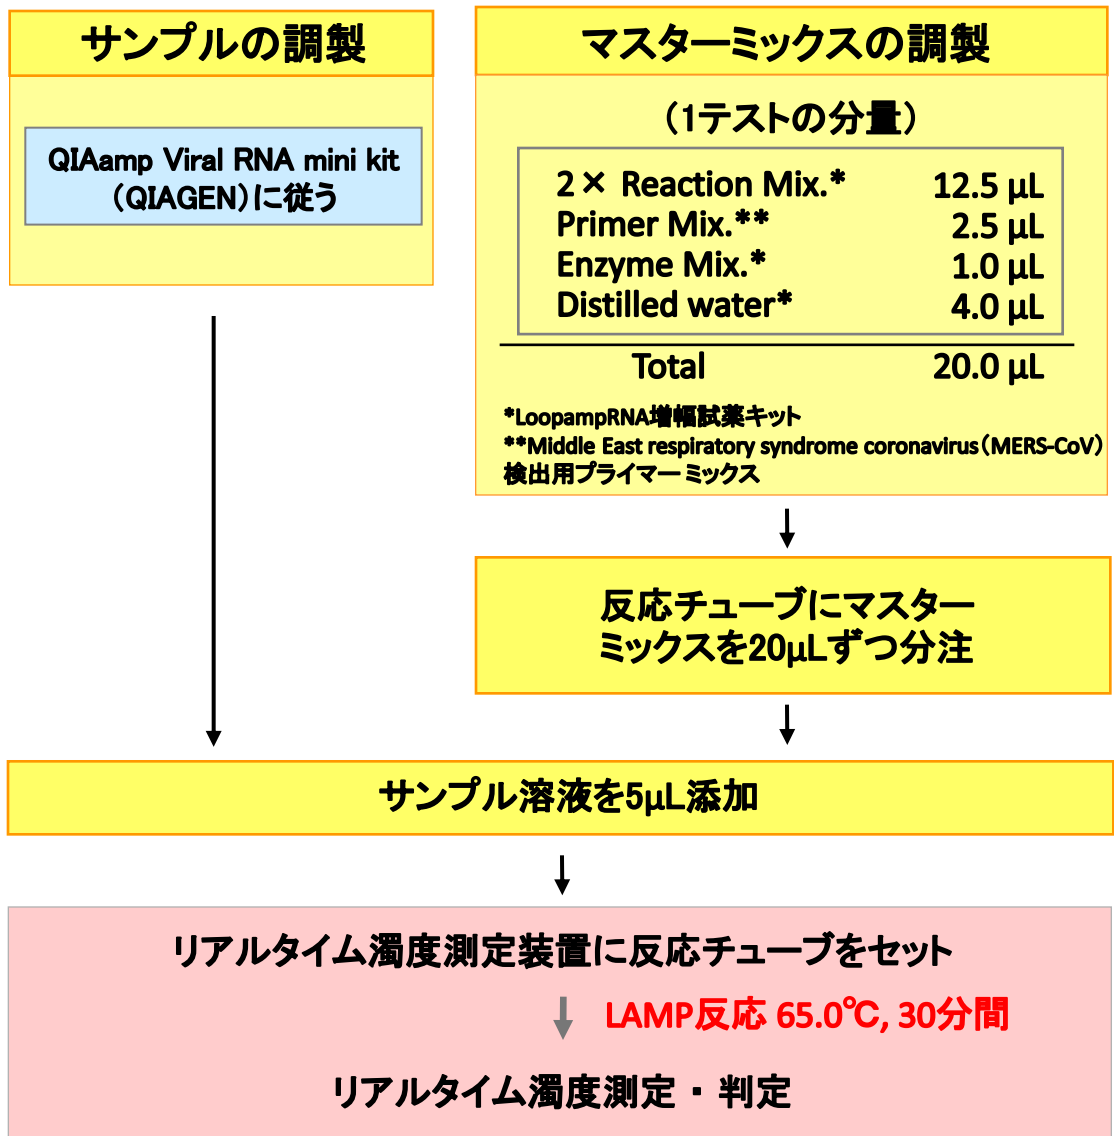 サンプルの調製
QIAamp Viral RNA mini kit
(QIAGEN)に従う
マスターミックスの調製
(1テストの分量)
2× Reaction Mix.* 12.5 μL
Primer Mix.** 2.5 μL
Enzyme Mix.* 1.0 μL
Distilled water* 4.0 μL
Total 20.0 μL
*LoopampRNA増幅試薬キット
**Middle East respiratory syndrome coronavirus(MERS-CoV)
検出用プライマーミックス
反応チューブにマスター
ミックスを20μLずつ分注
サンプル溶液を5μL添加
リアルタイム濁度測定装置に反応チューブをセット
LAMP反応 65.0℃, 30分間
リアルタイム濁度測定・判定